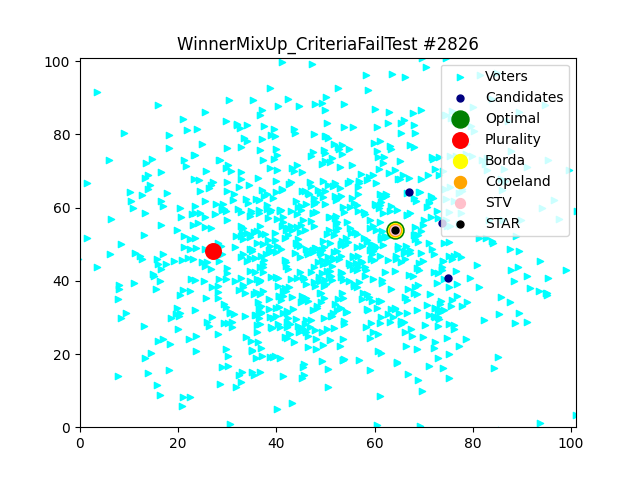 WinnerMixUp_CriteriaFailTest #2826
100
80
60
40
20
0
0
20
40
60
80
100
Voters
Candidates
Optimal
Plurality
Borda
Copeland
STV
STAR